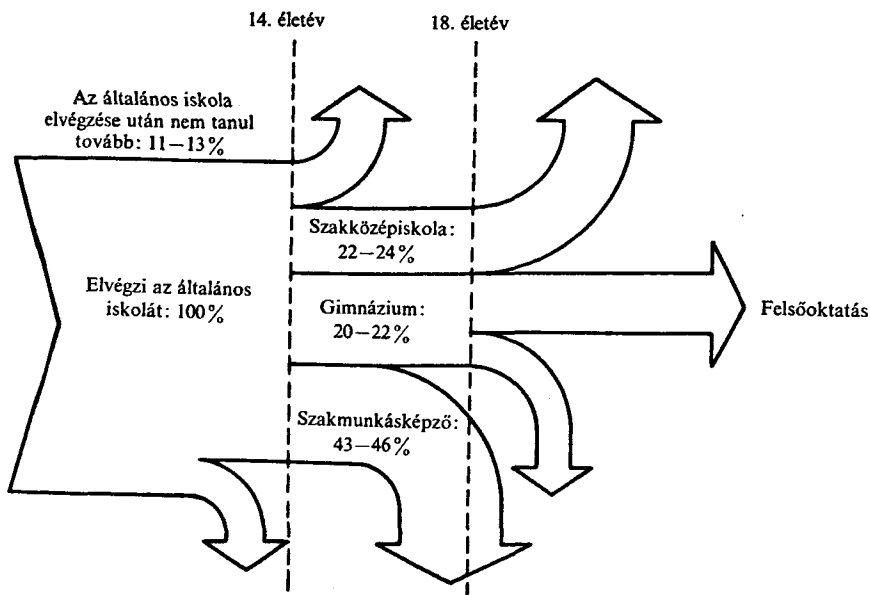 14. életév
18. életév
Az általános iskola
elvégzése után nem tanul
tovább: 11—13%
Szakközépiskola:
22—24%
Elvégzi az általános
iskolát: 100%
Gimnázium:
20—22%
Felsőoktatás
Szakmunkásképző:
43—46%